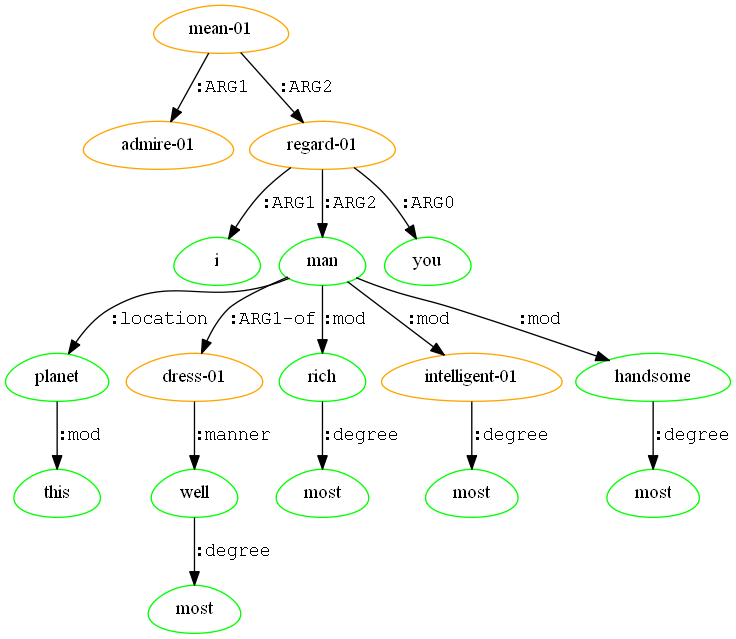 mean-01
:ARG1 :ARG2
admire-01 regard-01
:ARG1 :ARG2 :ARG0
i man you
:location :ARG1-of :mod :mod :mod
planet dress-01 rich intelligent-01 handsome
:mod :manner :degree :degree :degree
this well most most most
:degree
most